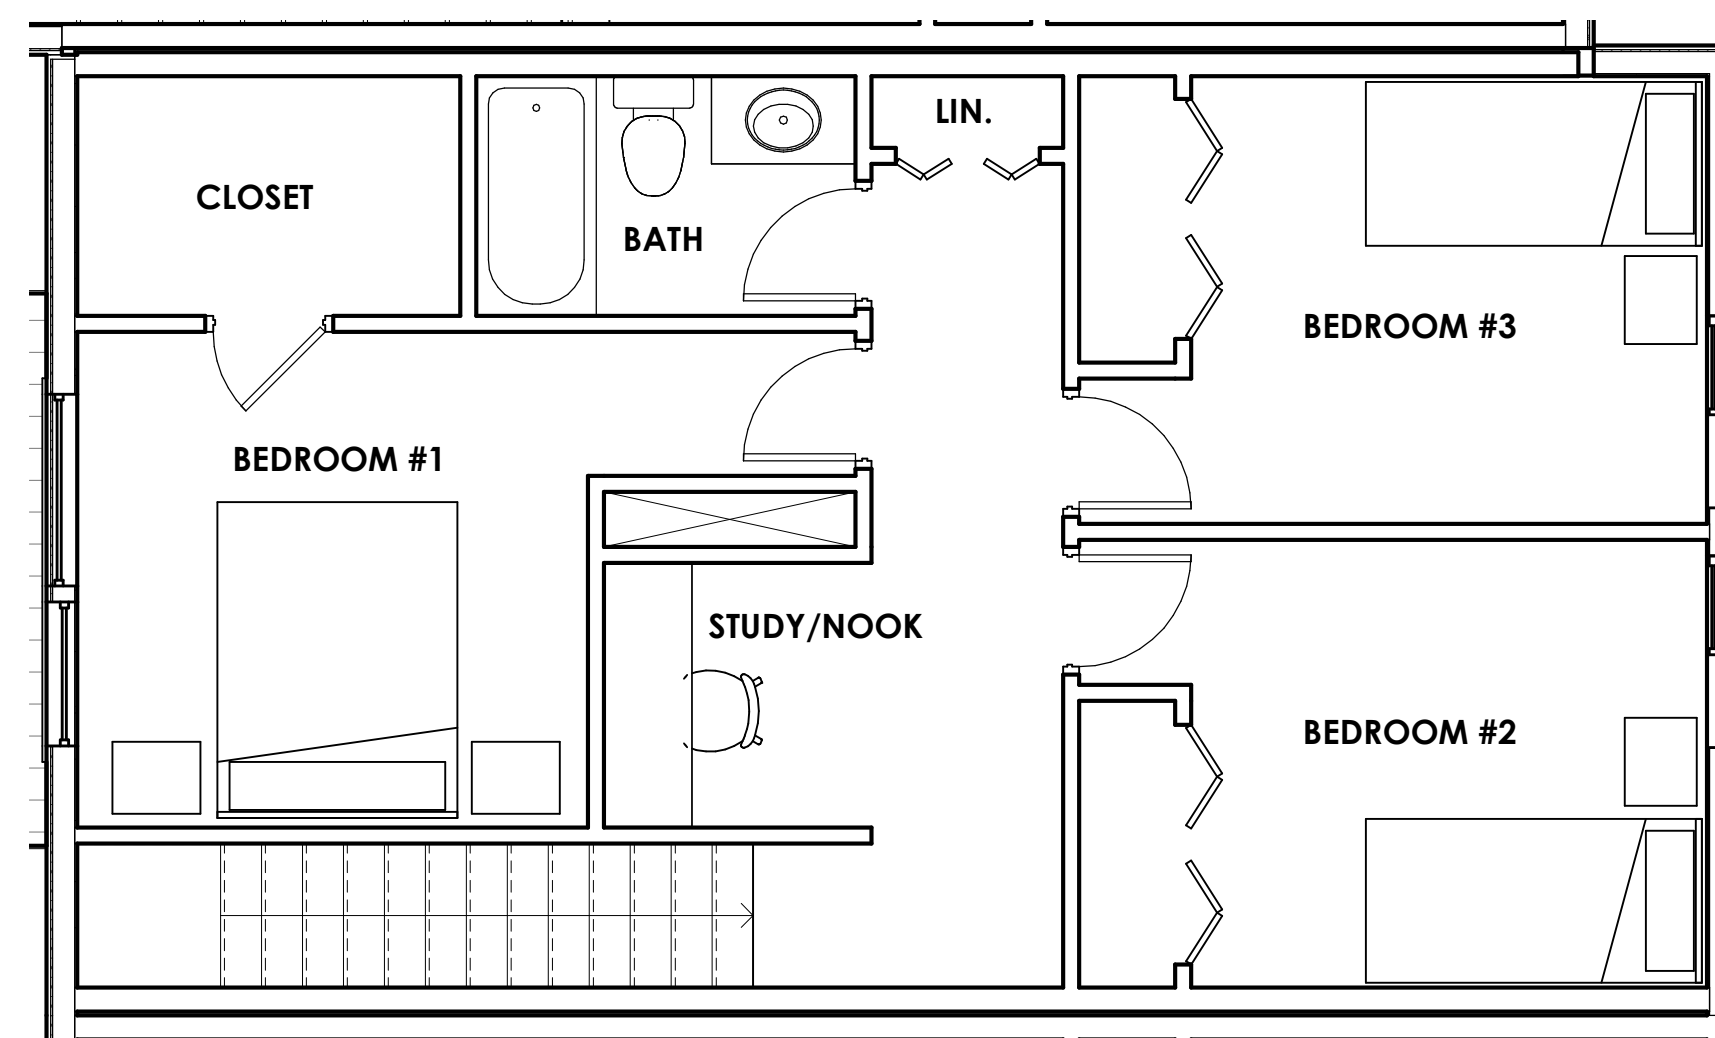 LIN.
CLOSET
BATH
BEDROOM #3
BEDROOM #1
STUDY/NOOK
BEDROOM #2